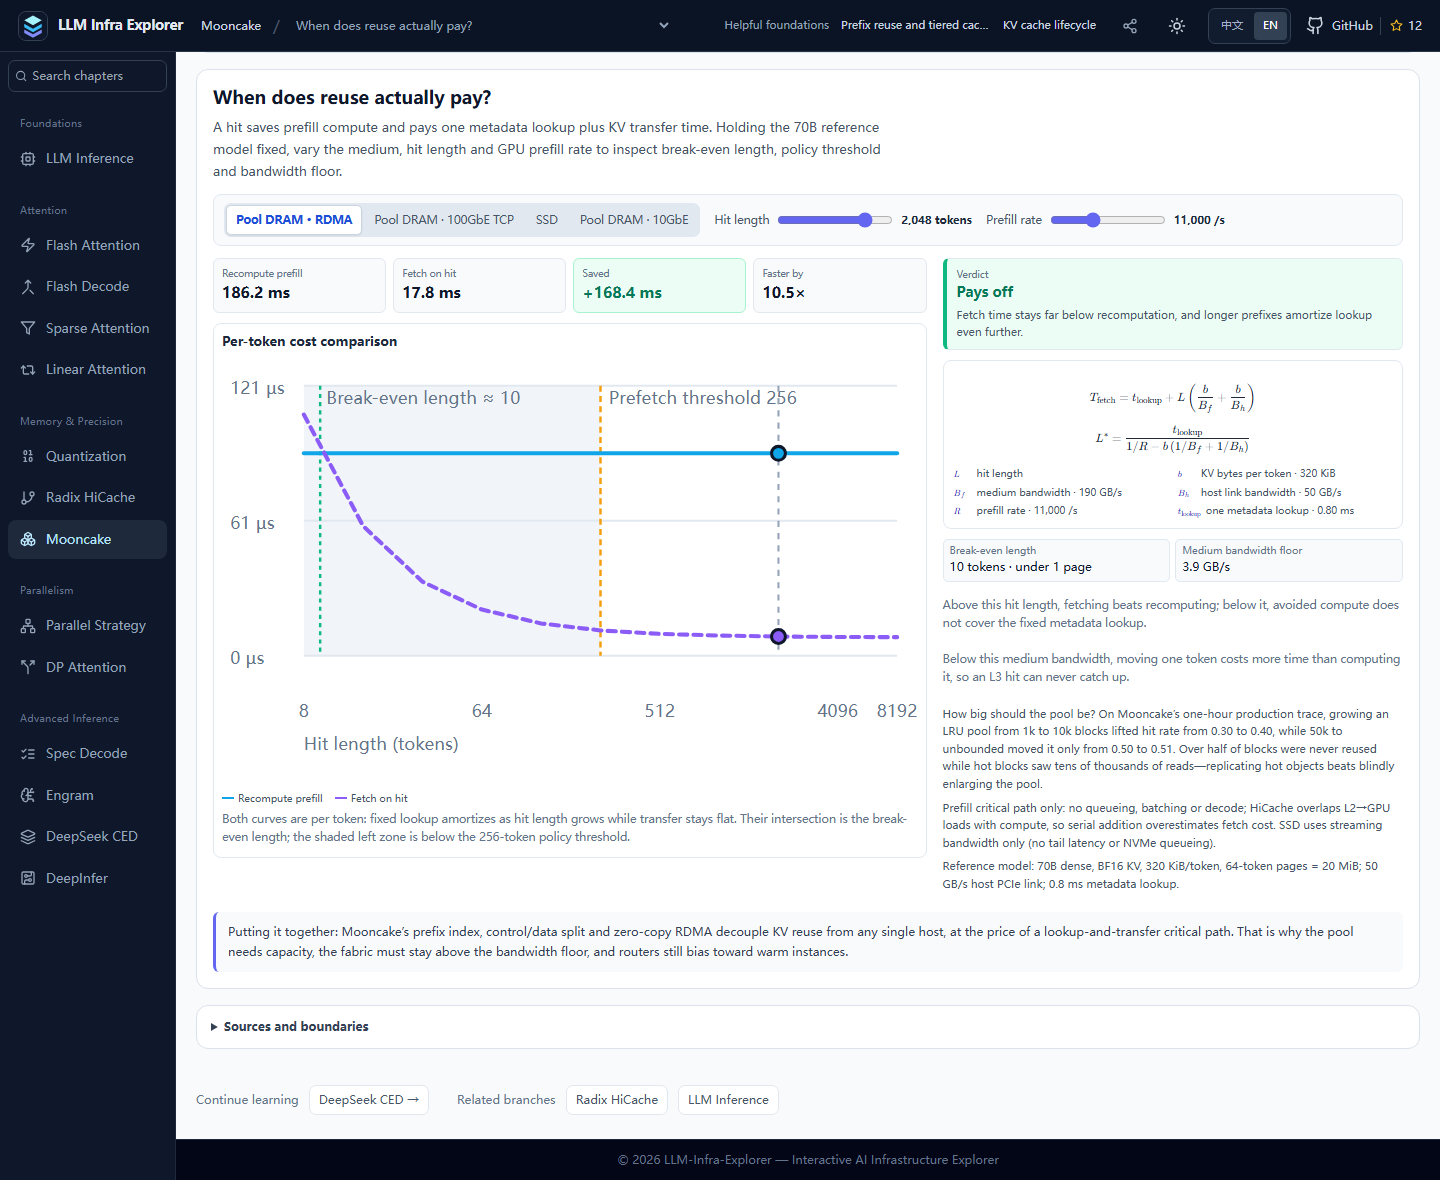 LLM Infra Explorer
Mooncake / When does reuse actually pay?
Helpful foundations Prefix reuse and tiered cac... KV cache lifecycle
中文 EN GitHub 12
Search chapters
Foundations
LLM Inference
Attention
Flash Attention
Flash Decode
Sparse Attention
Linear Attention
Memory & Precision
Quantization
Radix HiCache
Mooncake
Parallelism
Parallel Strategy
DP Attention
Advanced Inference
Spec Decode
Engram
DeepSeek CED
DeepInfer
When does reuse actually pay?
A hit saves prefill compute and pays one metadata lookup plus KV transfer time. Holding the 70B reference
model fixed, vary the medium, hit length and GPU prefill rate to inspect break-even length, policy threshold
and bandwidth floor.
Pool DRAM · RDMA Pool DRAM · 100GbE TCP SSD Pool DRAM · 10GbE Hit length 2,048 tokens Prefill rate 11,000 /s
Recompute prefill
186.2 ms
Fetch on hit
17.8 ms
Saved
+168.4 ms
Faster by
10.5×
Per-token cost comparison
121 μs
Break-even length ≈ 10 Prefetch threshold 256
61 μs
0 μs
8 64 512 4096 8192
Hit length (tokens)
Recompute prefill Fetch on hit
Both curves are per token: fixed lookup amortizes as hit length grows while transfer stays flat. Their intersection is the break-
even length; the shaded left zone is below the 256-token policy threshold.
Verdict
Pays off
Fetch time stays far below recomputation, and longer prefixes amortize lookup
even further.
T_fetch = t_lookup + L (b/B_f + b/B_h)
L* = t_lookup / (1/R − b (1/B_f + 1/B_h))
L hit length b KV bytes per token · 320 KiB
B_f medium bandwidth · 190 GB/s B_h host link bandwidth · 50 GB/s
R prefill rate · 11,000 /s t_lookup one metadata lookup · 0.80 ms
Break-even length
10 tokens · under 1 page
Medium bandwidth floor
3.9 GB/s
Above this hit length, fetching beats recomputing; below it, avoided compute does
not cover the fixed metadata lookup.
Below this medium bandwidth, moving one token costs more time than computing
it, so an L3 hit can never catch up.
How big should the pool be? On Mooncake’s one-hour production trace, growing an
LRU pool from 1k to 10k blocks lifted hit rate from 0.30 to 0.40, while 50k to
unbounded moved it only from 0.50 to 0.51. Over half of blocks were never reused
while hot blocks saw tens of thousands of reads—replicating hot objects beats blindly
enlarging the pool.
Prefill critical path only: no queueing, batching or decode; HiCache overlaps L2→GPU
loads with compute, so serial addition overestimates fetch cost. SSD uses streaming
bandwidth only (no tail latency or NVMe queueing).
Reference model: 70B dense, BF16 KV, 320 KiB/token, 64-token pages = 20 MiB; 50
GB/s host PCIe link; 0.8 ms metadata lookup.
Putting it together: Mooncake’s prefix index, control/data split and zero-copy RDMA decouple KV reuse from any single host, at the price of a lookup-and-transfer critical path. That is why the pool
needs capacity, the fabric must stay above the bandwidth floor, and routers still bias toward warm instances.
Sources and boundaries
Continue learning DeepSeek CED → Related branches Radix HiCache LLM Inference
© 2026 LLM-Infra-Explorer — Interactive AI Infrastructure Explorer